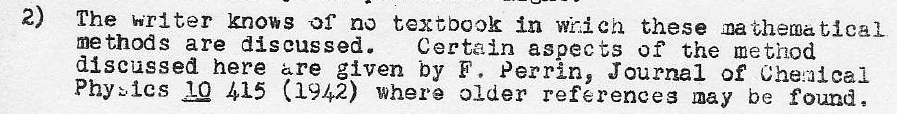 2) The writer knows of no textbook in which these mathematical
methods are discussed. Certain aspects of the method
discussed here are given by F. Perrin, Journal of Chemical
Physics 10 415 (1942) where older references may be found.